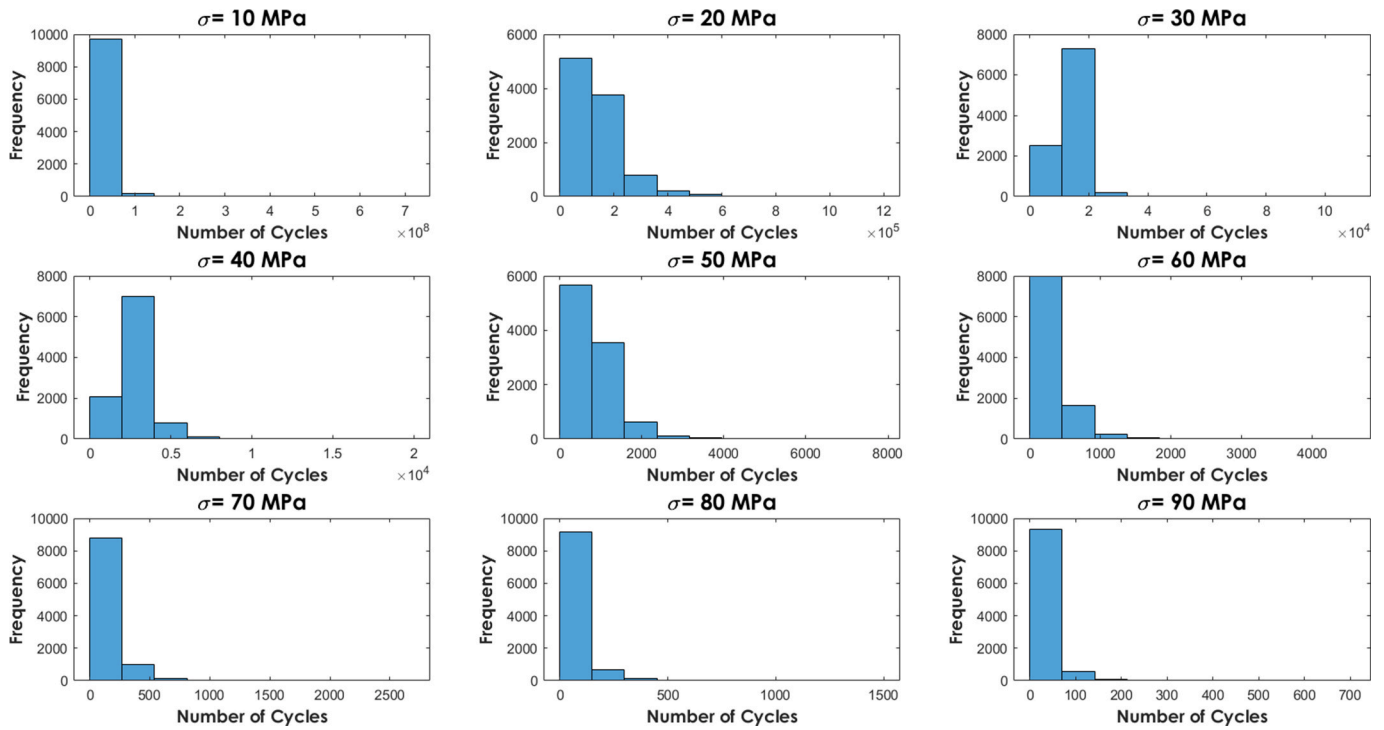 σ= 10 MPa
10000
8000
6000
4000
2000
0
Frequency
0 1 2 3 4 5 6 7
Number of Cycles ×10⁸
σ= 20 MPa
6000
4000
2000
0
Frequency
0 2 4 6 8 10 12
Number of Cycles ×10⁵
σ= 30 MPa
8000
6000
4000
2000
0
Frequency
0 2 4 6 8 10
Number of Cycles ×10⁴
σ= 40 MPa
8000
6000
4000
2000
0
Frequency
0 0.5 1 1.5 2
Number of Cycles ×10⁴
σ= 50 MPa
6000
4000
2000
0
Frequency
0 2000 4000 6000 8000
Number of Cycles
σ= 60 MPa
8000
6000
4000
2000
0
Frequency
0 1000 2000 3000 4000
Number of Cycles
σ= 70 MPa
10000
8000
6000
4000
2000
0
Frequency
0 500 1000 1500 2000 2500
Number of Cycles
σ= 80 MPa
10000
8000
6000
4000
2000
0
Frequency
0 500 1000 1500
Number of Cycles
σ= 90 MPa
10000
8000
6000
4000
2000
0
Frequency
0 100 200 300 400 500 600 700
Number of Cycles